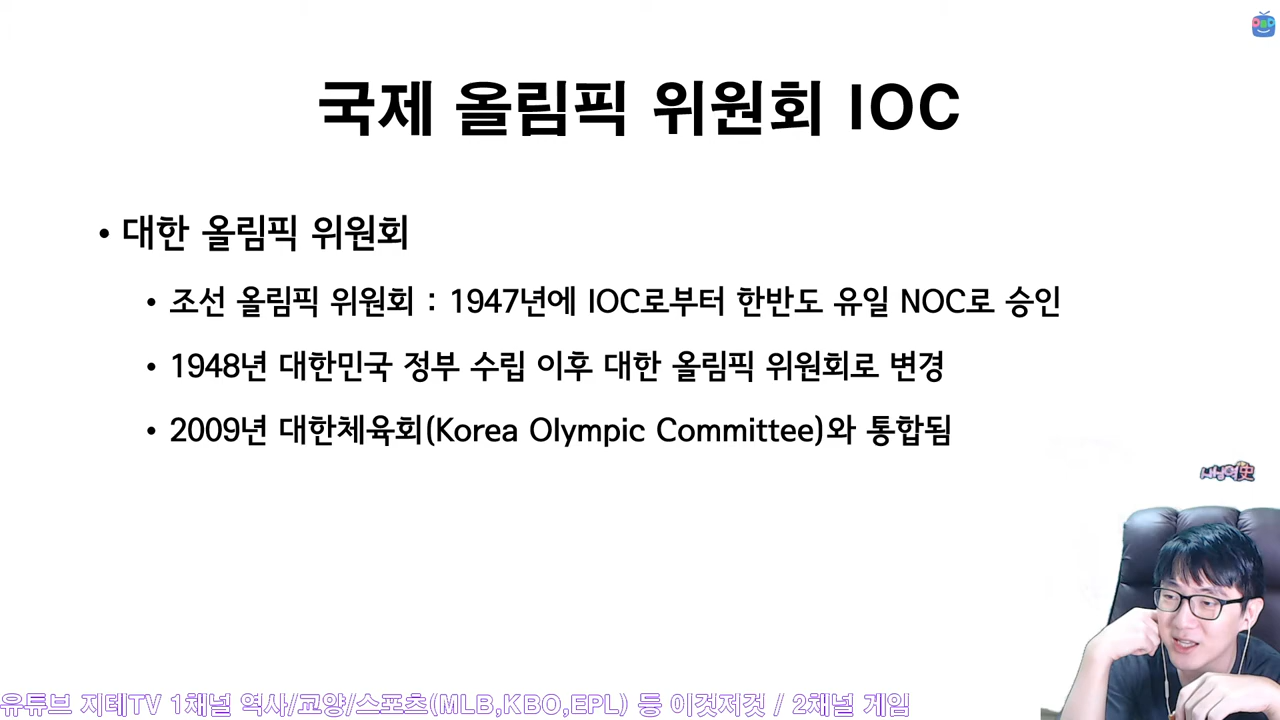 국제 올림픽 위원회 IOC
• 대한 올림픽 위원회
• 조선 올림픽 위원회 : 1947년에 IOC로부터 한반도 유일 NOC로 승인
• 1948년 대한민국 정부 수립 이후 대한 올림픽 위원회로 변경
• 2009년 대한체육회(Korea Olympic Committee)와 통합됨
유튜브 지테TV 1채널 역사/교양/스포츠(MLB,KBO,EPL) 등 이것저것 / 2채널 게임